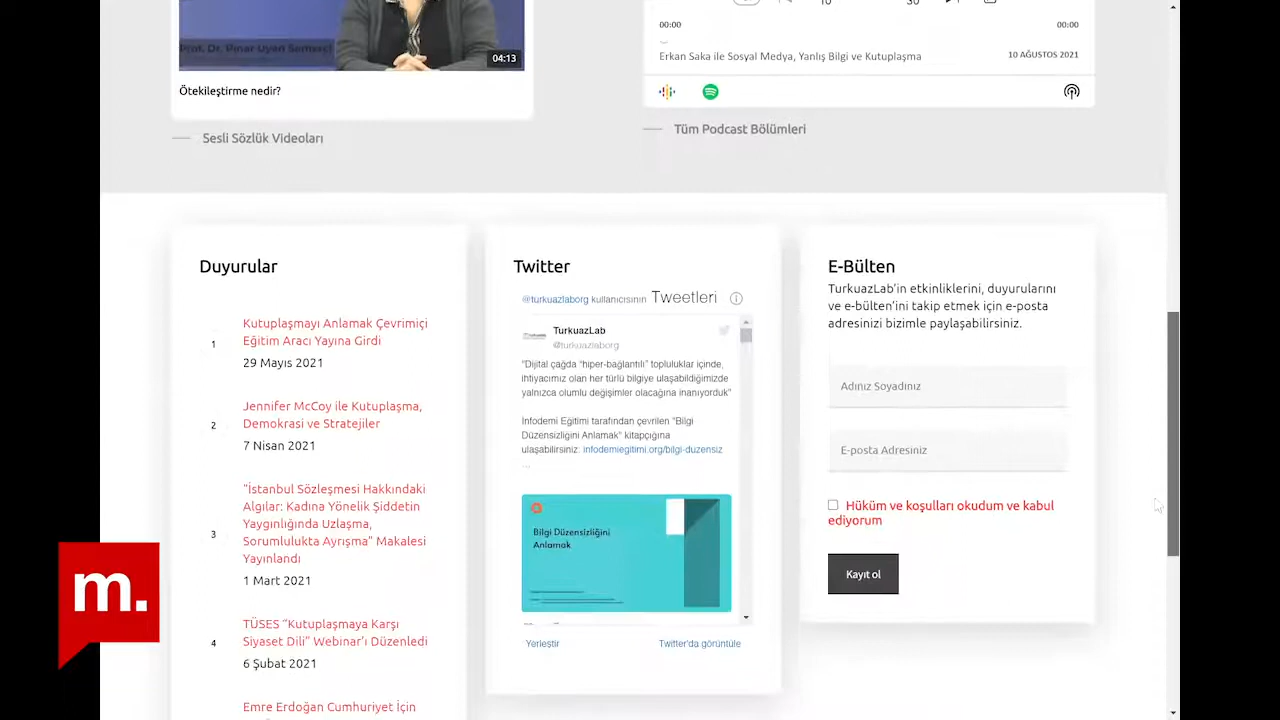 Prof. Dr. Pınar Uyan Semerci
04:13
Ötekileştirme nedir?
Sesli Sözlük Videoları
10
30
00:00
00:00
Erkan Saka ile Sosyal Medya, Yanlış Bilgi ve Kutuplaşma
10 AĞUSTOS 2021
Tüm Podcast Bölümleri
Duyurular
1
Kutuplaşmayı Anlamak Çevrimiçi
Eğitim Aracı Yayına Girdi
29 Mayıs 2021
2
Jennifer McCoy ile Kutuplaşma,
Demokrasi ve Stratejiler
7 Nisan 2021
3
"İstanbul Sözleşmesi Hakkındaki
Algılar: Kadına Yönelik Şiddetin
Yaygınlığında Uzlaşma,
Sorumlulukta Ayrışma" Makalesi
Yayınlandı
1 Mart 2021
4
TÜSES "Kutuplaşmaya Karşı
Siyaset Dili" Webinar'ı Düzenledi
6 Şubat 2021
Emre Erdoğan Cumhuriyet İçin
Twitter
@turkuazlaborg kullanıcısının Tweetleri
TurkuazLab
@turkuazlaborg
"Dijital çağda "hiper-bağlantılı" topluluklar içinde,
ihtiyacımız olan her türlü bilgiye ulaşabildiğimizde
yalnızca olumlu değişimler olacağına inanıyorduk"
Infodemi Eğitimi tarafından çevrilen "Bilgi
Düzensizliğini Anlamak" kitapçığına
ulaşabilirsiniz: infodemiegitimi.org/bilgi-duzensiz
...
Bilgi Düzensizliğini
Anlamak
Yerleştir
Twitter'da görüntüle
E-Bülten
TurkuazLab'in etkinliklerini, duyurularını
ve e-bülten'ini takip etmek için e-posta
adresinizi bizimle paylaşabilirsiniz.
Adınız Soyadınız
E-posta Adresiniz
Hüküm ve koşulları okudum ve kabul
ediyorum
Kayıt ol
m.